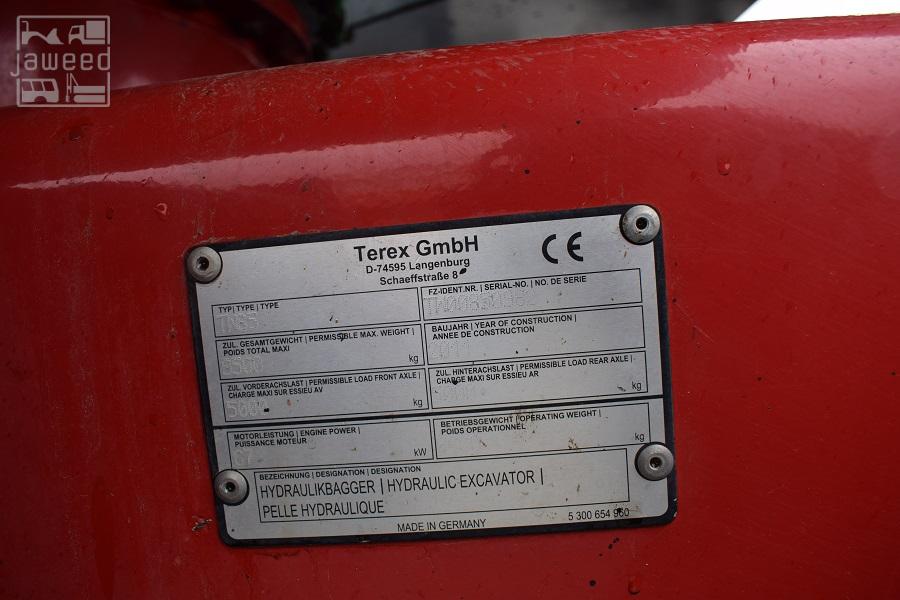 jaweed
Terex GmbH
D-74595 Langenburg
Schaeffstraße 8
CE
TYP | TYPE | TYPE
FZ-IDENT.NR. | SERIAL-NO. | NO. DE SERIE
ZUL. GESAMTGEWICHT | PERMISSIBLE MAX. WEIGHT |
POIDS TOTAL MAXI
kg
BAUJAHR | YEAR OF CONSTRUCTION |
ANNEE DE CONSTRUCTION
ZUL. VORDERACHSLAST | PERMISSIBLE LOAD FRONT AXLE |
CHARGE MAXI SUR ESSIEU AV
kg
ZUL. HINTERACHSLAST | PERMISSIBLE LOAD REAR AXLE |
CHARGE MAXI SUR ESSIEU AR
kg
MOTORLEISTUNG | ENGINE POWER |
PUISSANCE MOTEUR
kW
BETRIEBSGEWICHT | OPERATING WEIGHT |
POIDS OPERATIONNEL
kg
BEZEICHNUNG | DESIGNATION | DESIGNATION
HYDRAULIKBAGGER | HYDRAULIC EXCAVATOR |
PELLE HYDRAULIQUE
MADE IN GERMANY
5 300 654 960